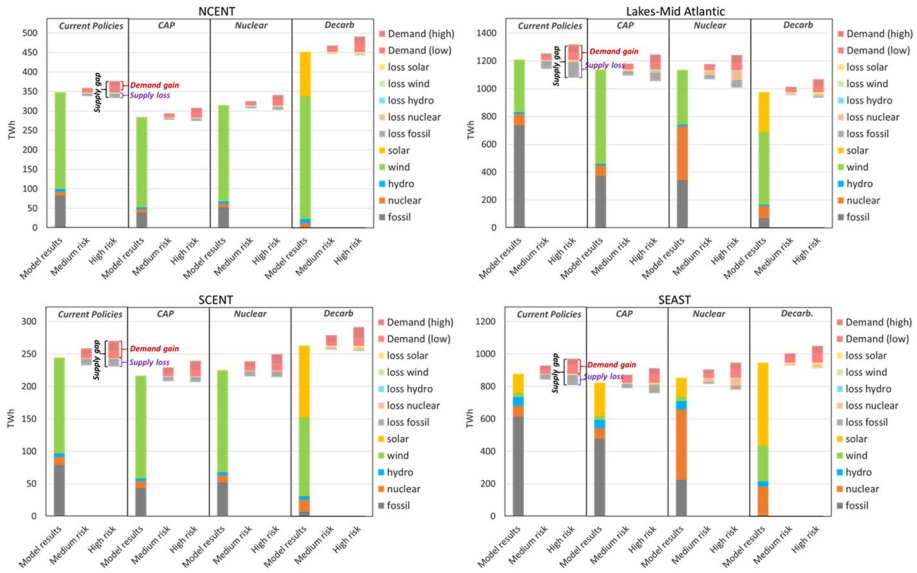 NCENT
Current Policies CAP Nuclear Decarb
500
450
400
350
300
250
200
150
100
50
0
TWh
Supply gap
Demand gain
Supply loss
Model results Medium risk High risk Model results Medium risk High risk Model results Medium risk High risk Model results Medium risk High risk
Demand (high)
Demand (low)
loss solar
loss wind
loss hydro
loss nuclear
loss fossil
solar
wind
hydro
nuclear
fossil
Lakes-Mid Atlantic
Current Policies CAP Nuclear Decarb
1400
1200
1000
800
600
400
200
0
TWh
Supply gap
Demand gain
Supply loss
Model results Medium risk High risk Model results Medium risk High risk Model results Medium risk High risk Model results Medium risk High risk
Demand (high)
Demand (low)
loss solar
loss wind
loss hydro
loss nuclear
loss fossil
solar
wind
hydro
nuclear
fossil
SCENT
Current Policies CAP Nuclear Decarb
300
250
200
150
100
50
0
TWh
Supply gap
Demand gain
Supply loss
Model results Medium risk High risk Model results Medium risk High risk Model results Medium risk High risk Model results Medium risk High risk
Demand (high)
Demand (low)
loss solar
loss wind
loss hydro
loss nuclear
loss fossil
solar
wind
hydro
nuclear
fossil
SEAST
Current Policies CAP Nuclear Decarb.
1200
1000
800
600
400
200
0
TWh
Supply gap
Demand gain
Supply loss
Model results Medium risk High risk Model results Medium risk High risk Model results Medium risk High risk Model results Medium risk High risk
Demand (high)
Demand (low)
loss solar
loss wind
loss hydro
loss nuclear
loss fossil
solar
wind
hydro
nuclear
fossil